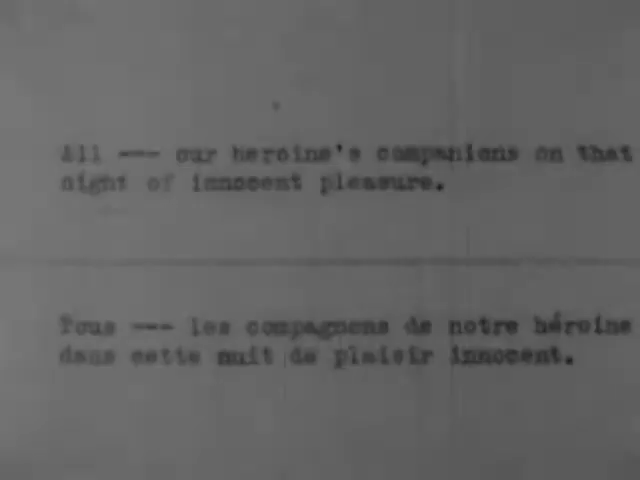 All --- our heroine's companions on that
night of innocent pleasure.
Tous --- les compagnons de notre héroine
dans cette nuit de plaisir innocent.